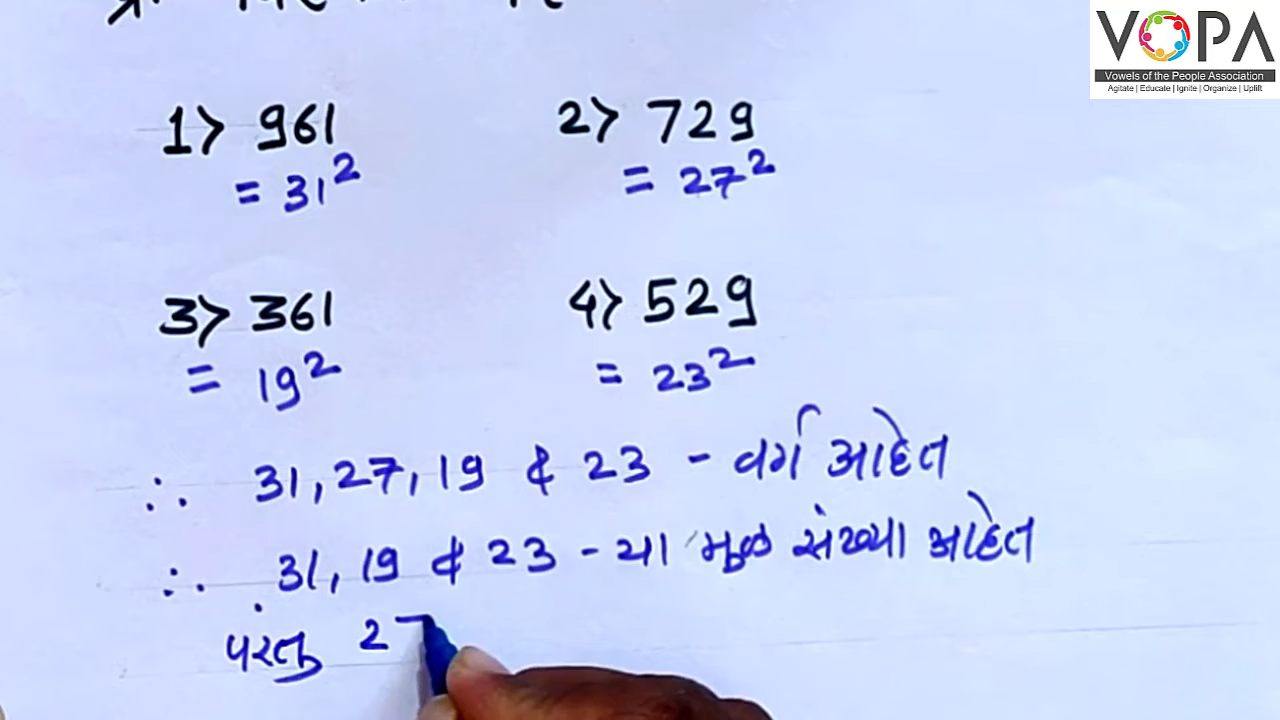 VOPA
Vowels of the People Association
Agitate | Educate | Ignite | Organize | Uplift
1> 961 2> 729
= 31² = 27²
3> 361 4> 529
= 19² = 23²
∴ 31, 27, 19 & 23 - वर्ग आहेत
∴ 31, 19 & 23 - या मुळ संख्या आहेत
परंतु 27